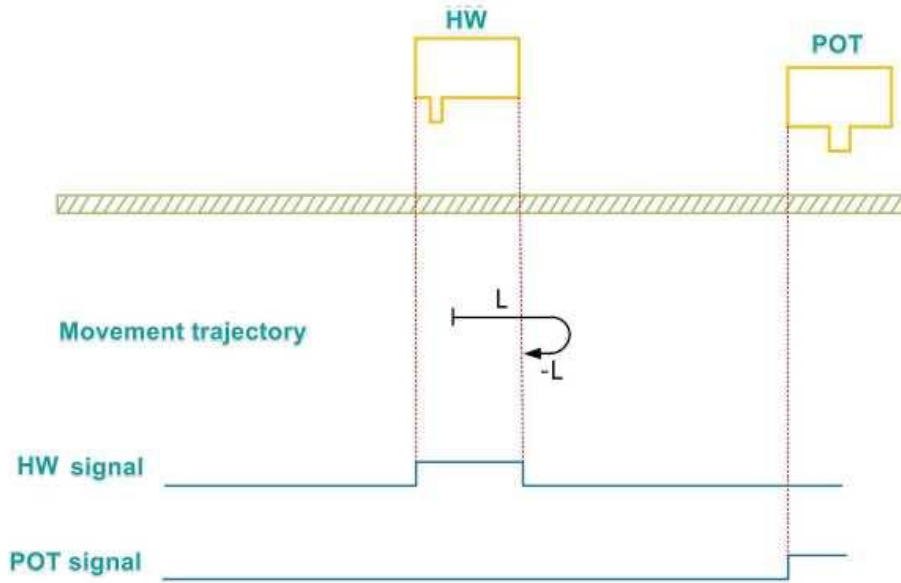 HW
POT
L
Movement trajectory
-L
HW signal
POT signal